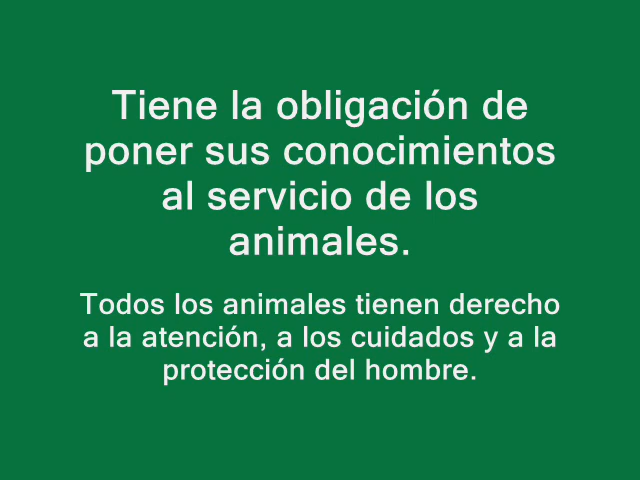 Tiene la obligación de
poner sus conocimientos
al servicio de los
animales.
Todos los animales tienen derecho
a la atención, a los cuidados y a la
protección del hombre.